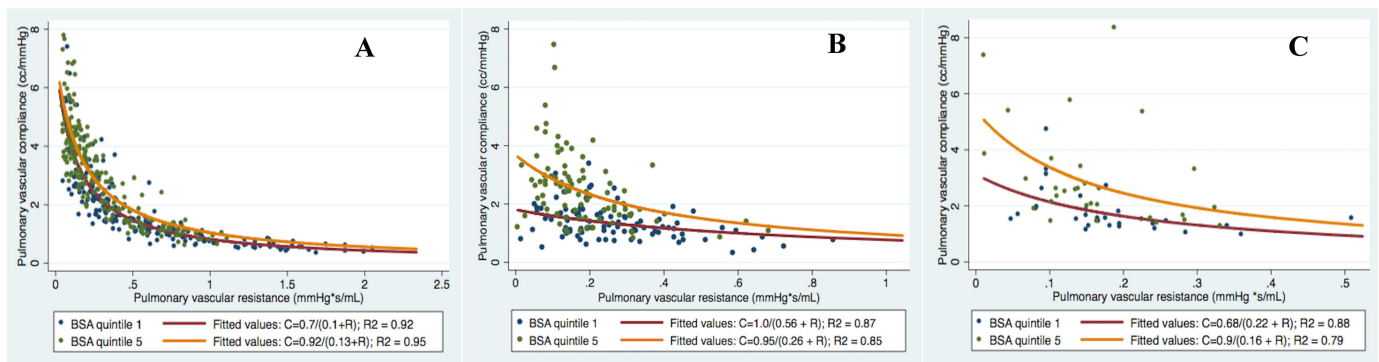 A
Pulmonary vascular compliance (cc/mmHg)
8
6
4
2
0
0 .5 1 1.5 2 2.5
Pulmonary vascular resistance (mmHg*s/mL)
BSA quintile 1 Fitted values: C=0.7/(0.1+R); R2 = 0.92
BSA quintile 5 Fitted values: C=0.92/(0.13+R); R2 = 0.95
B
Pulmonary vascular compliance (cc/mmHg)
8
6
4
2
0
0 .2 .4 .6 .8 1
Pulmonary vascular resistance (mmHg*s/mL)
BSA quintile 1 Fitted values: C=1.0/(0.56 + R); R2 = 0.87
BSA quintile 5 Fitted values: C=0.95/(0.26 + R); R2 = 0.85
C
Pulmonary vascular compliance (cc/mmHg)
8
6
4
2
0
0 .1 .2 .3 .4 .5
Pulmonary vascular resistance (mmHg *s/mL)
BSA quintile 1 Fitted values: C=0.68/(0.22 + R); R2 = 0.88
BSA quintile 5 Fitted values: C=0.9/(0.16 + R); R2 = 0.79